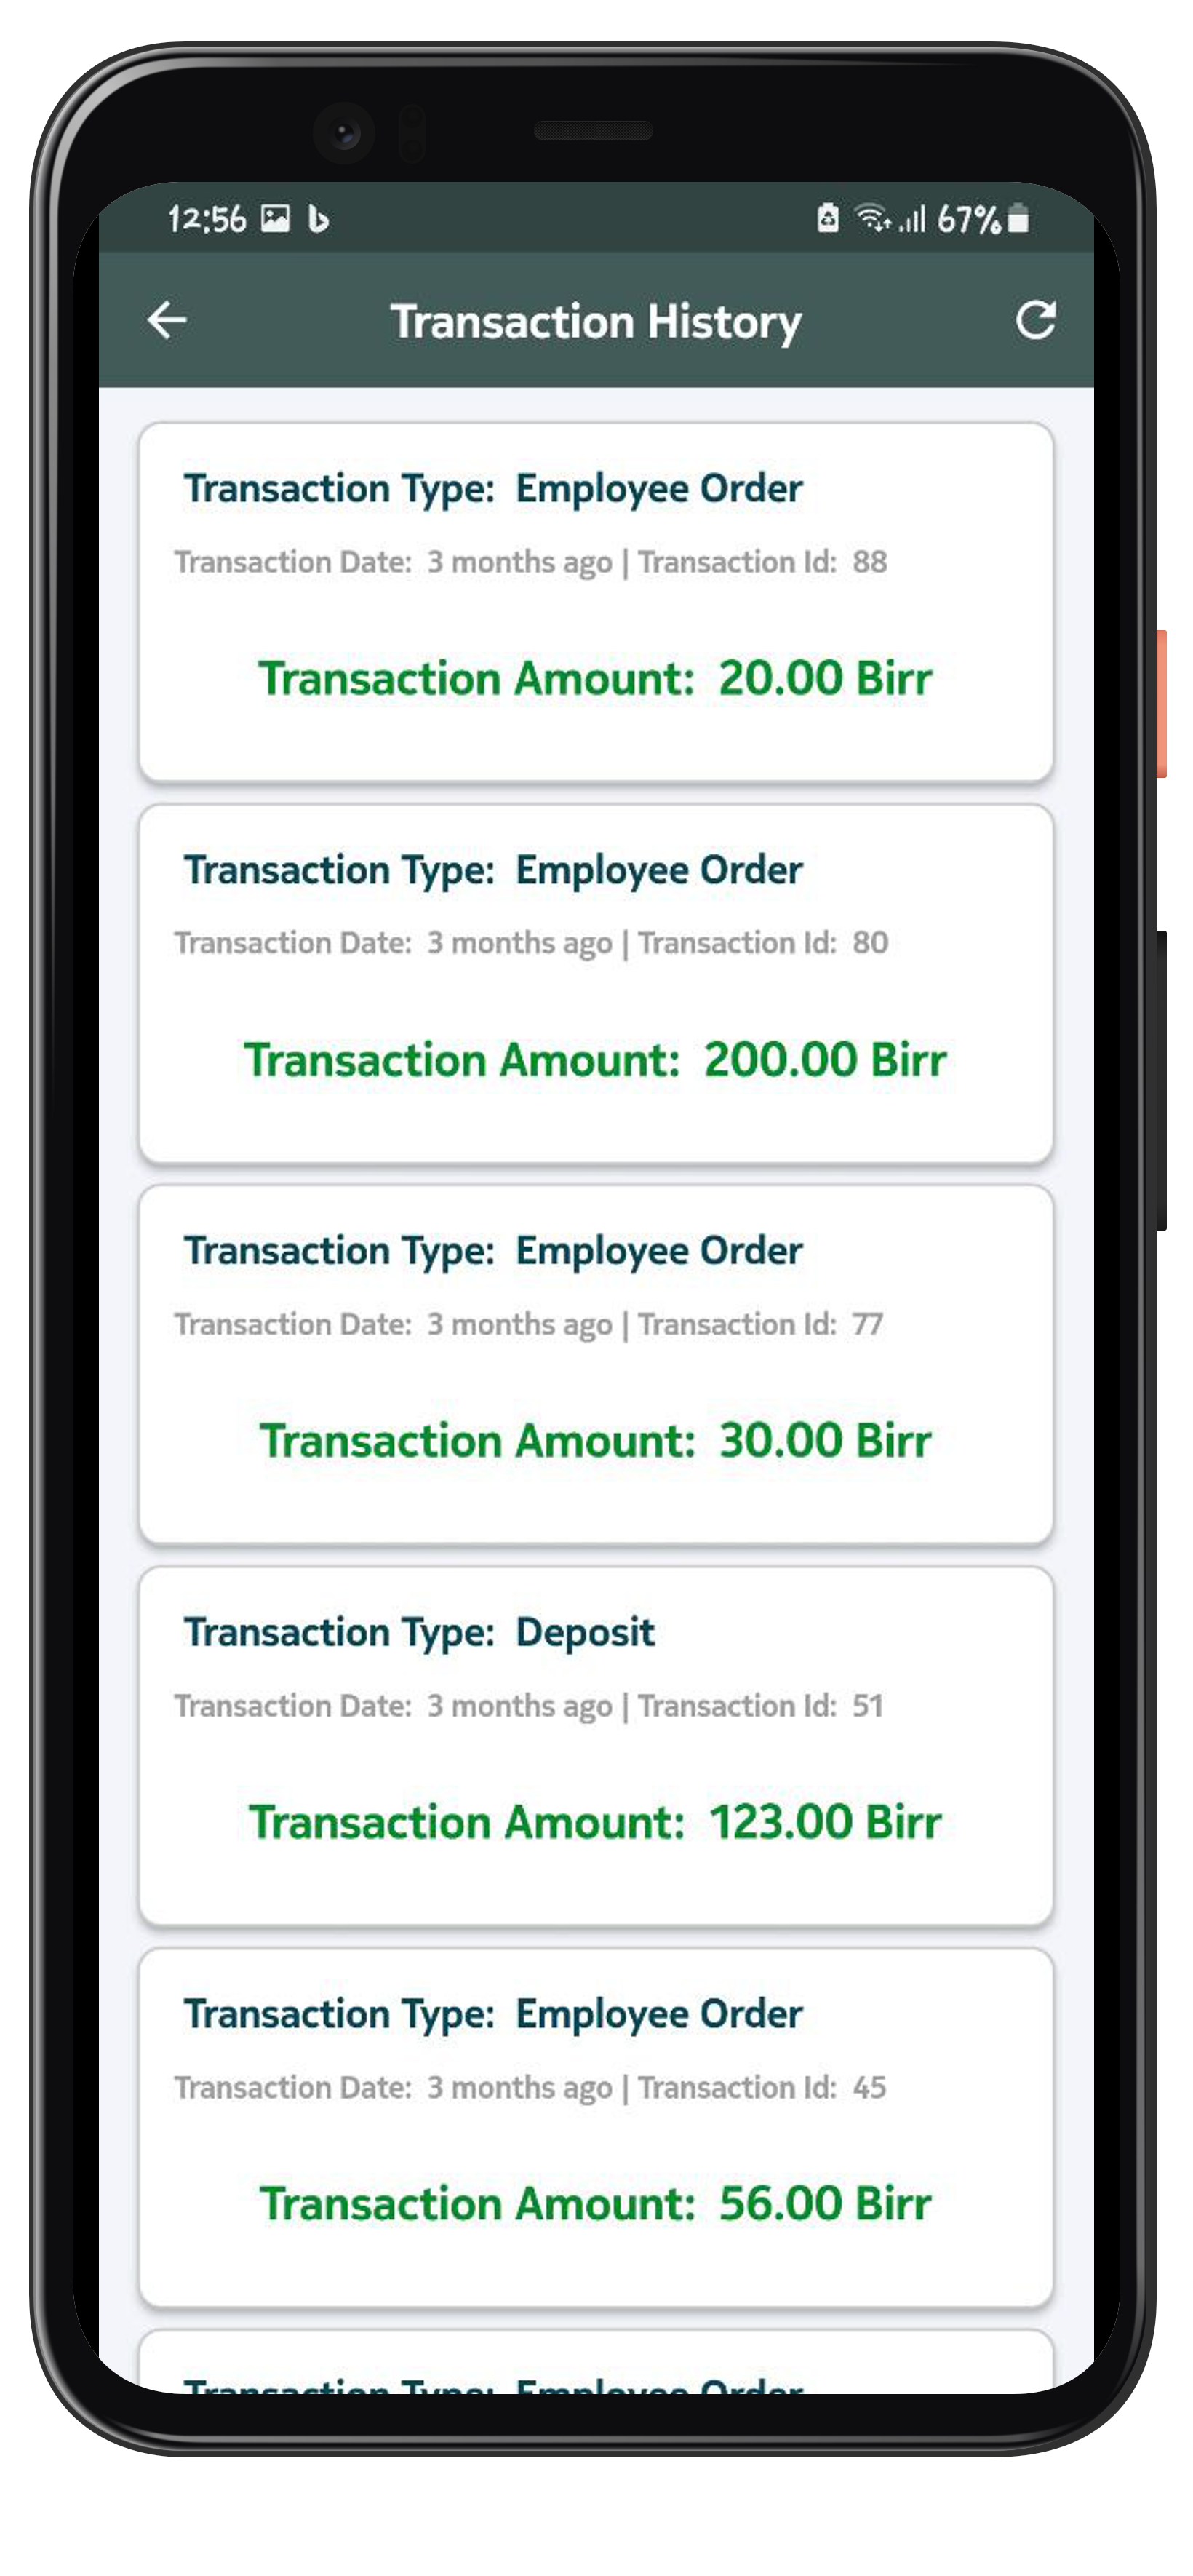 12:56 67%
Transaction History
Transaction Type: Employee Order
Transaction Date: 3 months ago | Transaction Id: 88
Transaction Amount: 20.00 Birr
Transaction Type: Employee Order
Transaction Date: 3 months ago | Transaction Id: 80
Transaction Amount: 200.00 Birr
Transaction Type: Employee Order
Transaction Date: 3 months ago | Transaction Id: 77
Transaction Amount: 30.00 Birr
Transaction Type: Deposit
Transaction Date: 3 months ago | Transaction Id: 51
Transaction Amount: 123.00 Birr
Transaction Type: Employee Order
Transaction Date: 3 months ago | Transaction Id: 45
Transaction Amount: 56.00 Birr
Transaction Type: Employee Order